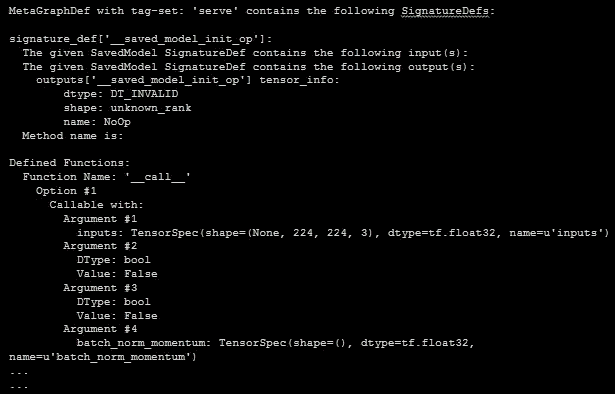 MetaGraphDef with tag-set: 'serve' contains the following SignatureDefs:

signature_def['__saved_model_init_op']:
  The given SavedModel SignatureDef contains the following input(s):
  The given SavedModel SignatureDef contains the following output(s):
    outputs['__saved_model_init_op'] tensor_info:
        dtype: DT_INVALID
        shape: unknown_rank
        name: NoOp
  Method name is:

Defined Functions:
  Function Name: '__call__'
    Option #1
      Callable with:
        Argument #1
          inputs: TensorSpec(shape=(None, 224, 224, 3), dtype=tf.float32, name=u'inputs')
        Argument #2
          DType: bool
          Value: False
        Argument #3
          DType: bool
          Value: False
        Argument #4
          batch_norm_momentum: TensorSpec(shape=(), dtype=tf.float32,
name=u'batch_norm_momentum')
...
...